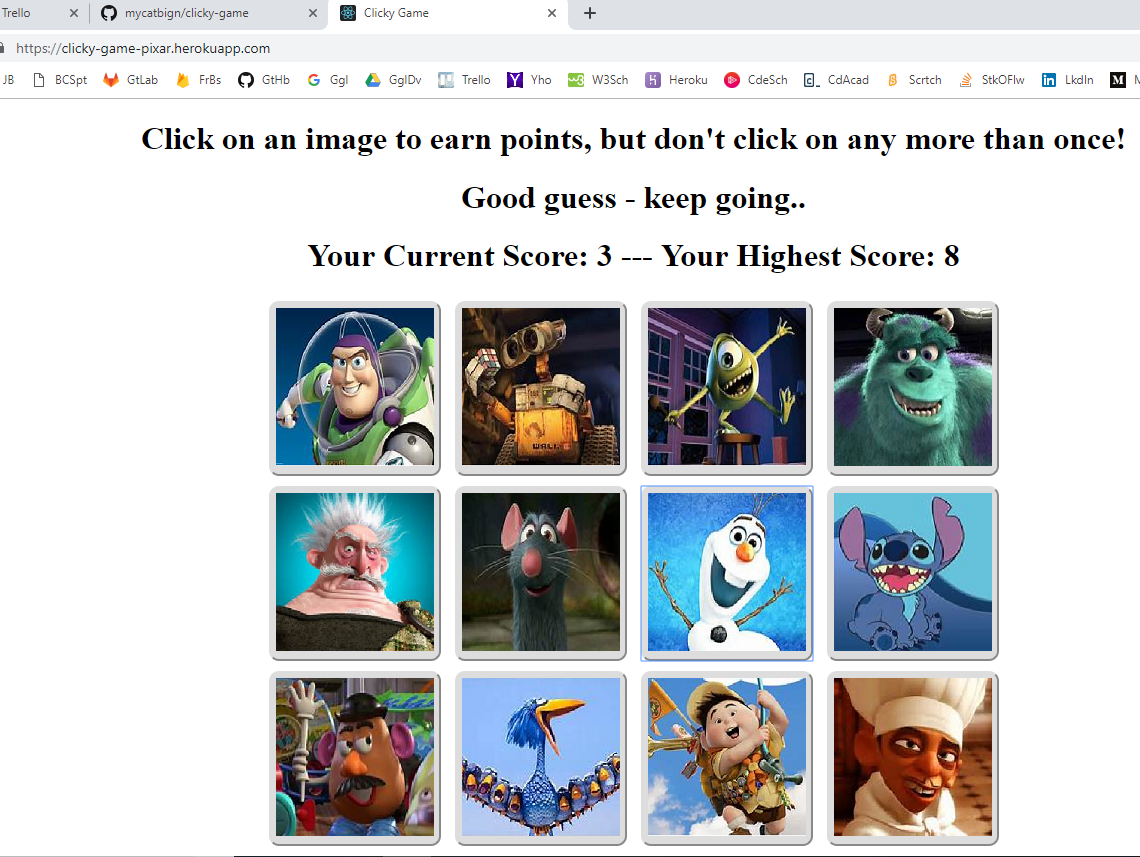 Trello mycatbign/clicky-game Clicky Game
https://clicky-game-pixar.herokuapp.com
JB BCSpt GtLab FrBs GtHb Ggl GglDv Trello Yho W3Sch Heroku CdeSch CdAcad Scrtch StkOFlw LkdIn M
Click on an image to earn points, but don't click on any more than once!
Good guess - keep going..
Your Current Score: 3 --- Your Highest Score: 8
WALL